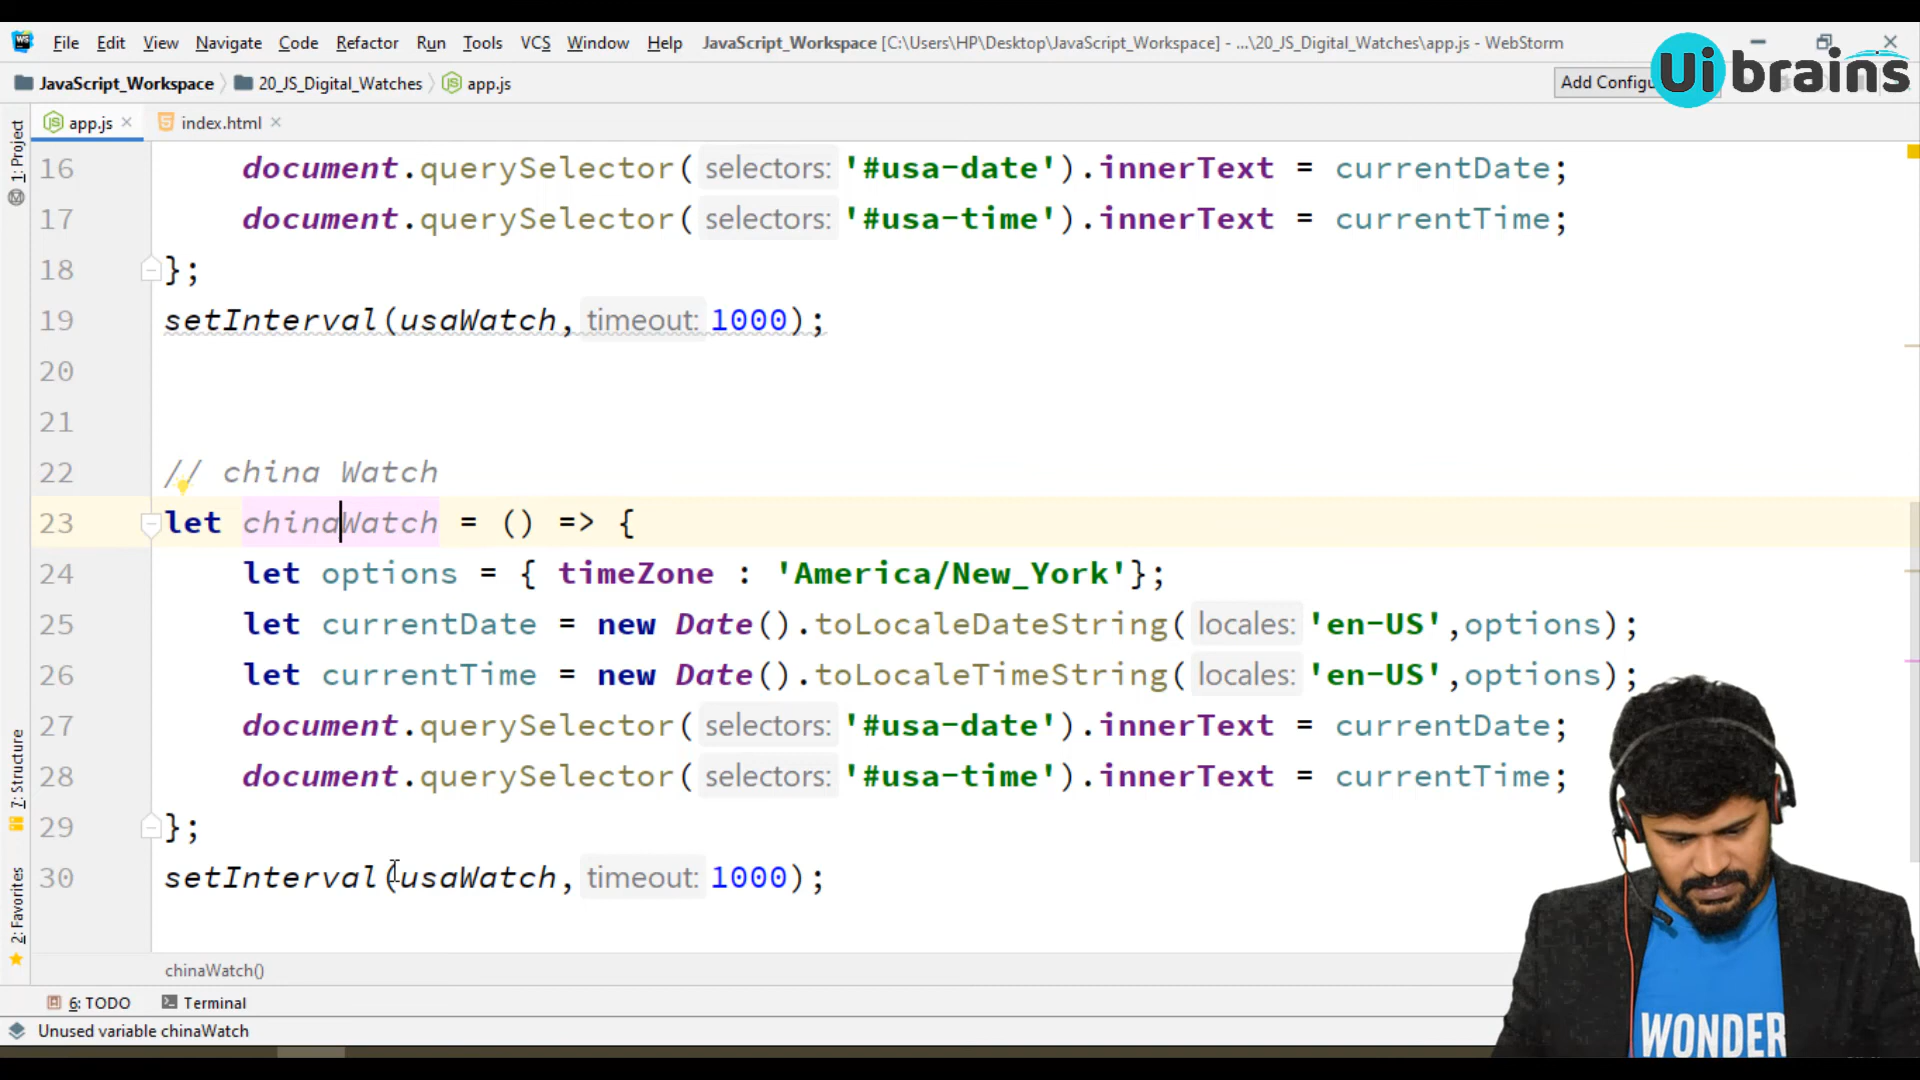 File Edit View Navigate Code Refactor Run Tools VCS Window Help JavaScript_Workspace [C:\Users\HP\Desktop\JavaScript_Workspace] - ...\20_JS_Digital_Watches\app.js - WebStorm
JavaScript_Workspace 20_JS_Digital_Watches app.js Add Configu
Ui brains
app.js index.html
1: Project
7: Structure
2: Favorites
16 document.querySelector( selectors: '#usa-date').innerText = currentDate;
17 document.querySelector( selectors: '#usa-time').innerText = currentTime;
18 };
19 setInterval(usaWatch, timeout: 1000);
20
21
22 // china Watch
23 let chinaWatch = () => {
24 let options = { timeZone : 'America/New_York'};
25 let currentDate = new Date().toLocaleDateString( locales: 'en-US',options);
26 let currentTime = new Date().toLocaleTimeString( locales: 'en-US',options);
27 document.querySelector( selectors: '#usa-date').innerText = currentDate;
28 document.querySelector( selectors: '#usa-time').innerText = currentTime;
29 };
30 setInterval(usaWatch, timeout: 1000);
chinaWatch()
6: TODO Terminal
Unused variable chinaWatch
WONDER